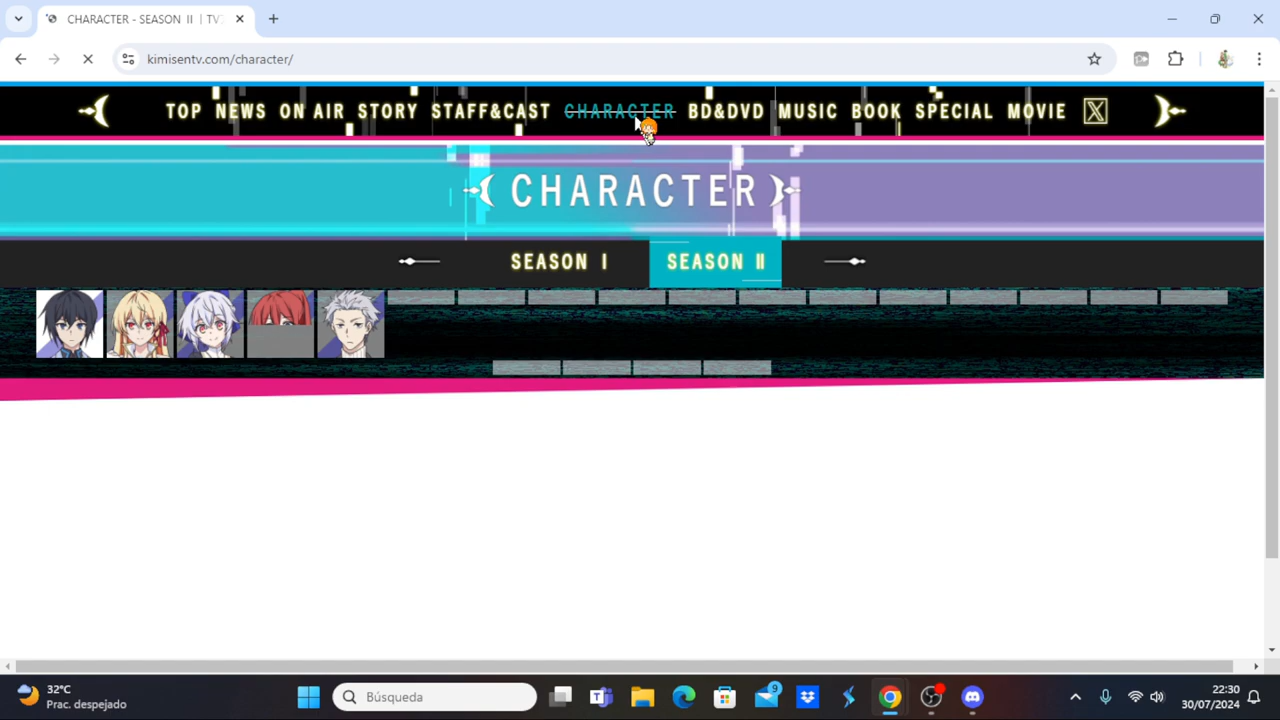 CHARACTER - SEASON Ⅱ | TV
kimisentv.com/character/
TOP NEWS ON AIR STORY STAFF&CAST CHARACTER BD&DVD MUSIC BOOK SPECIAL MOVIE X
CHARACTER
SEASON Ⅰ SEASON Ⅱ
32°C
Prac. despejado
Búsqueda
9
22:30
30/07/2024